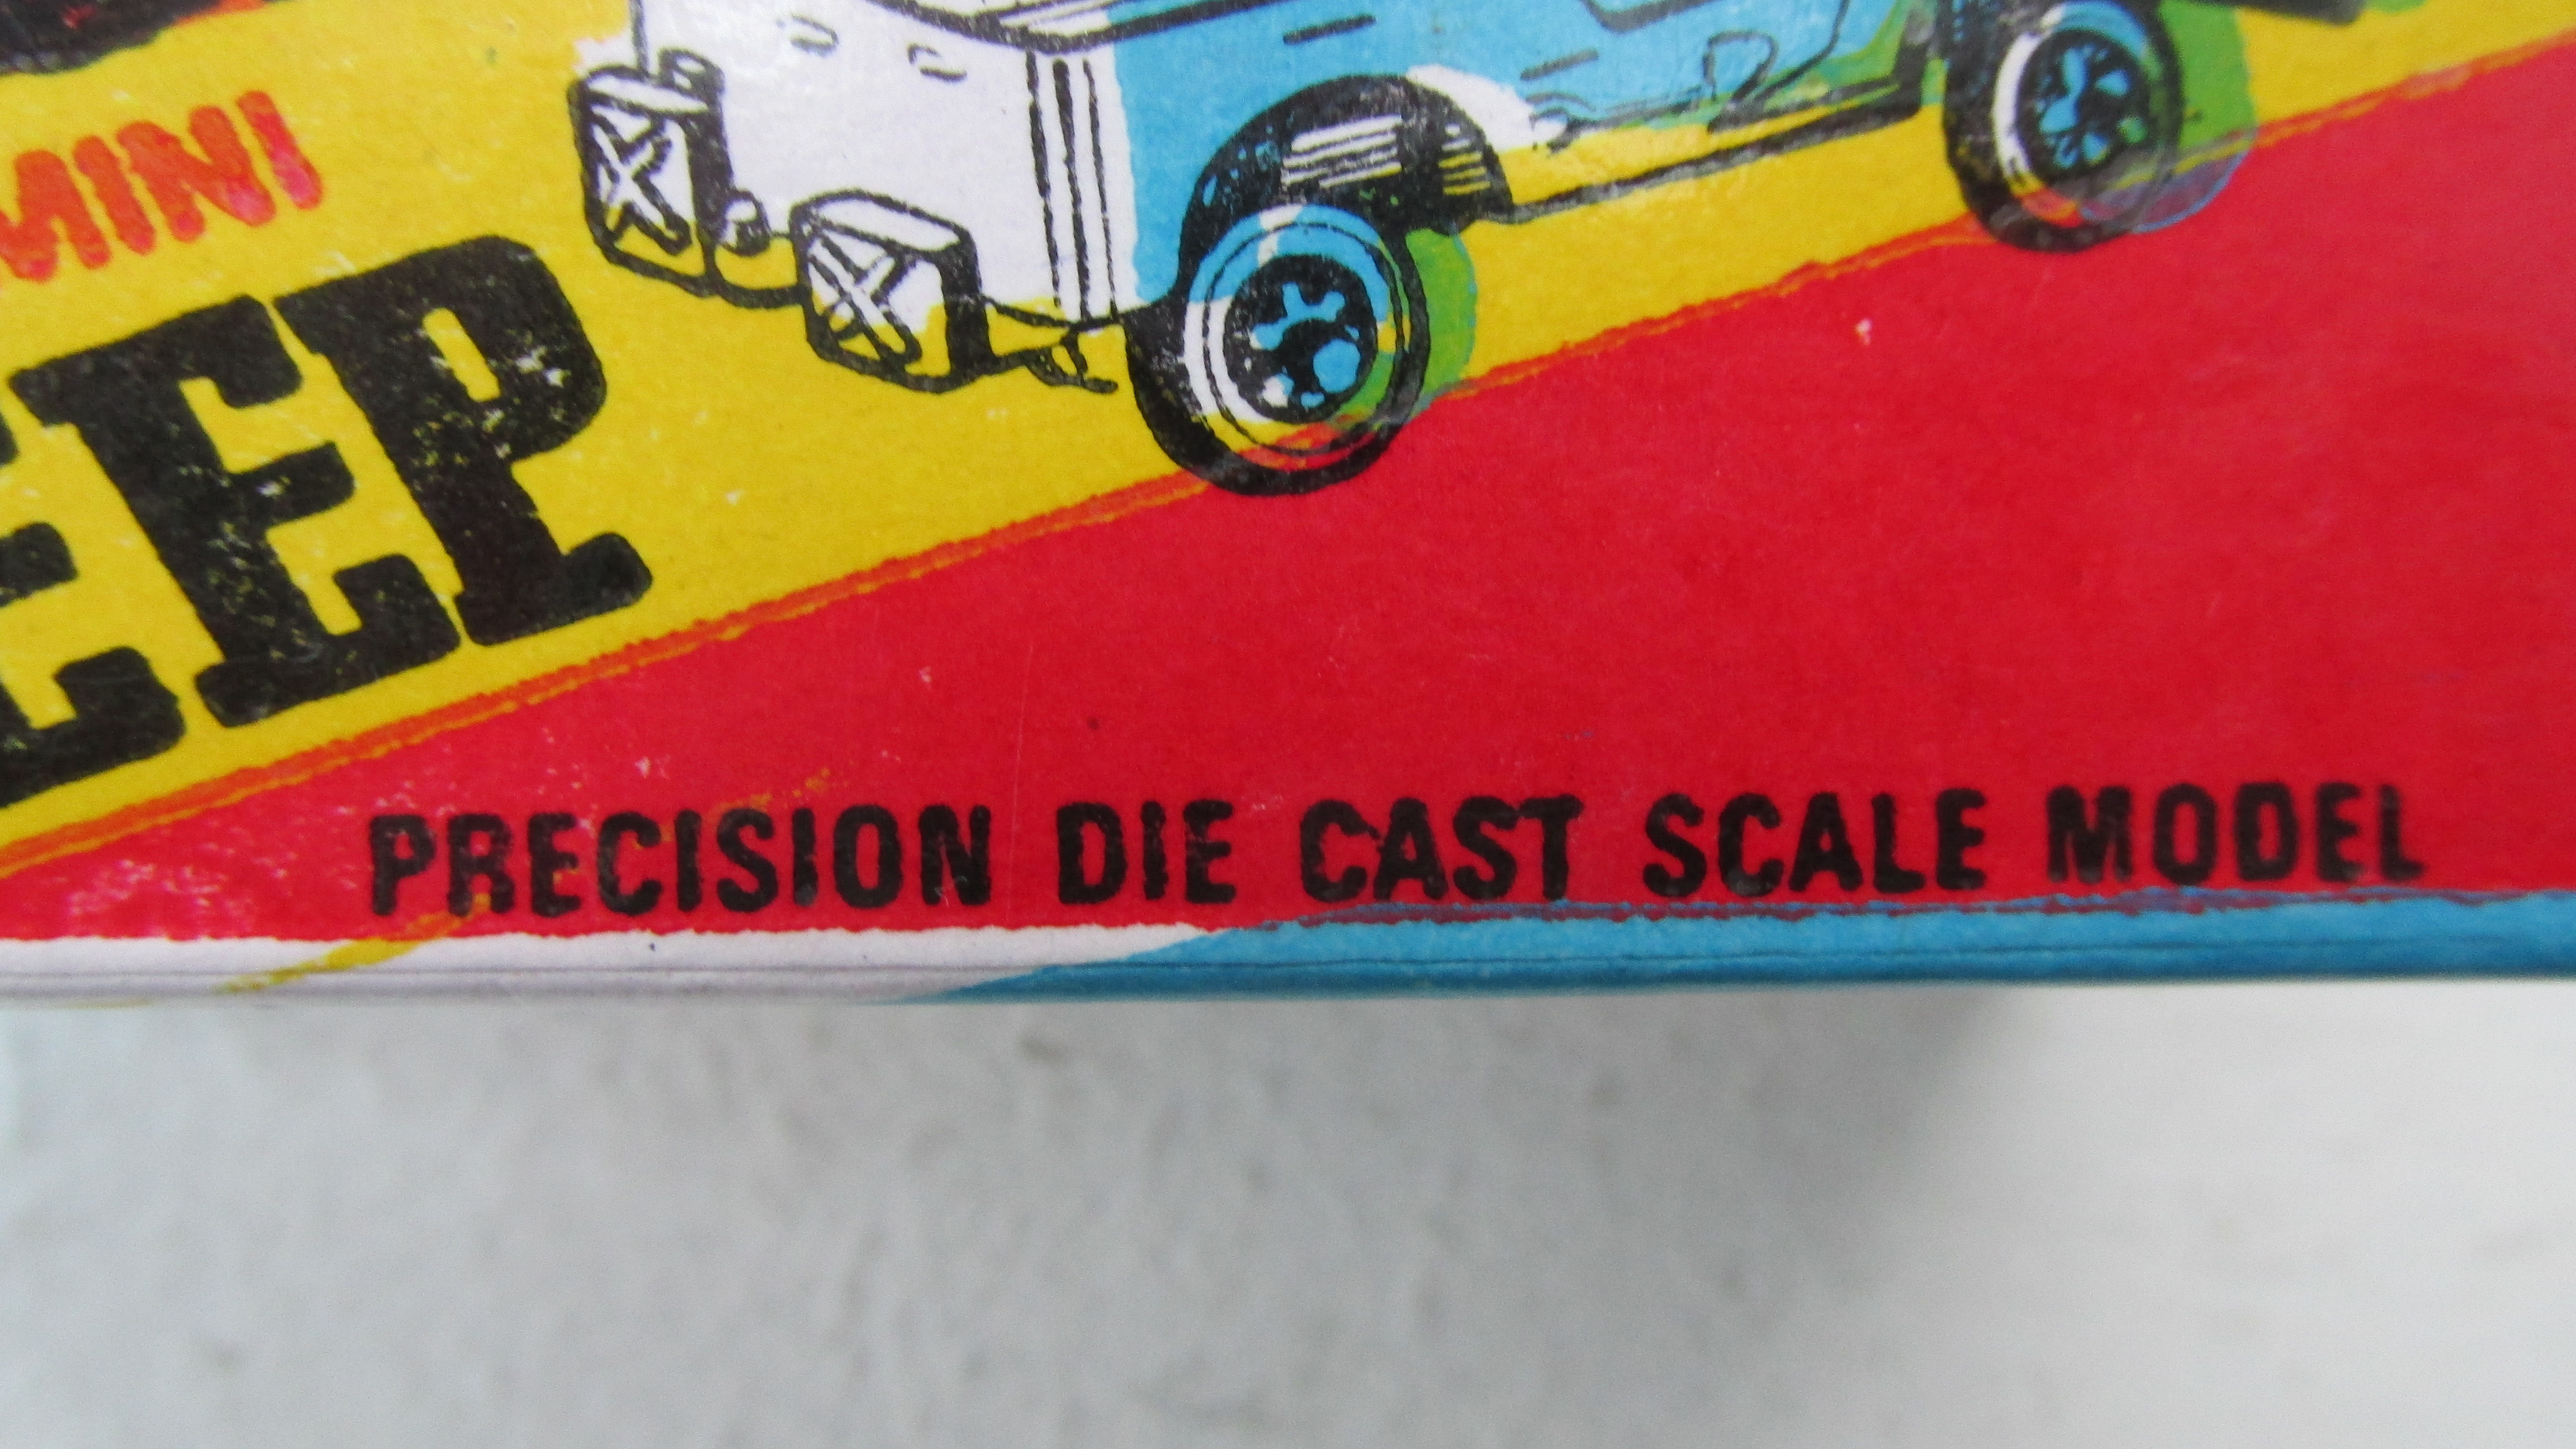 MINI
EEP
PRECISION DIE CAST SCALE MODEL